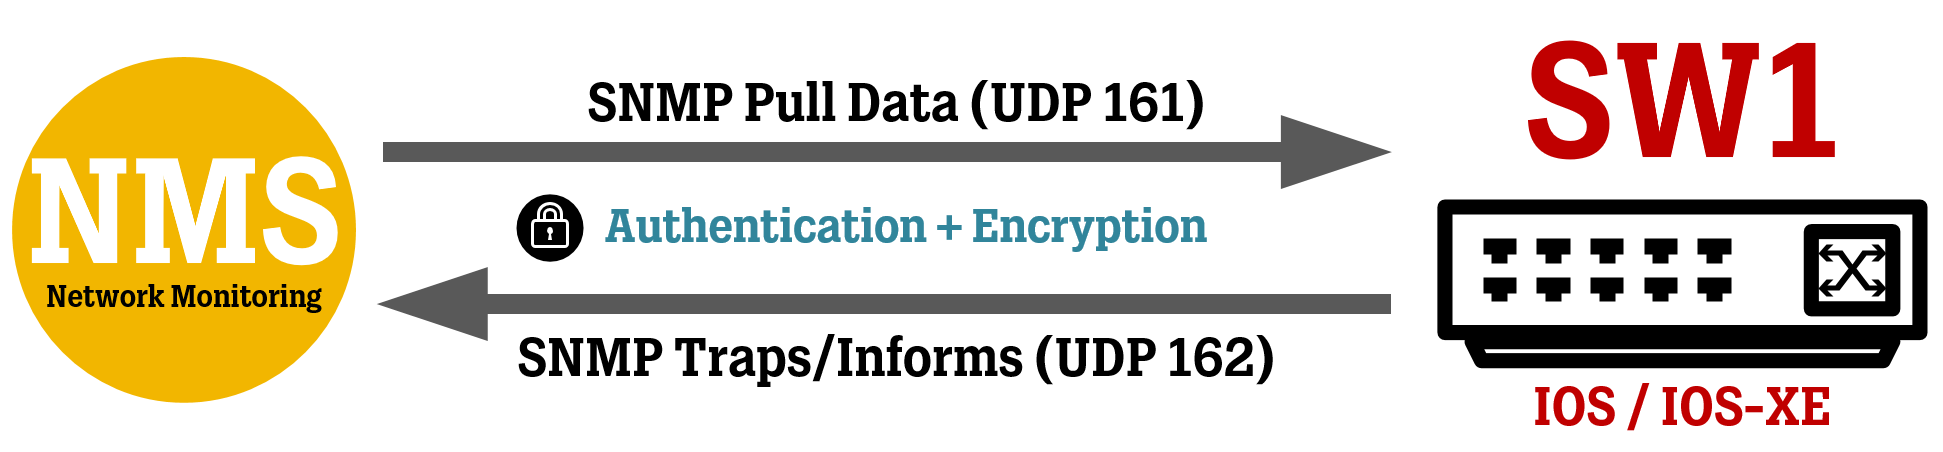 NMS
Network Monitoring
SNMP Pull Data (UDP 161)
Authentication + Encryption
SNMP Traps/Informs (UDP 162)
SW1
IOS / IOS-XE